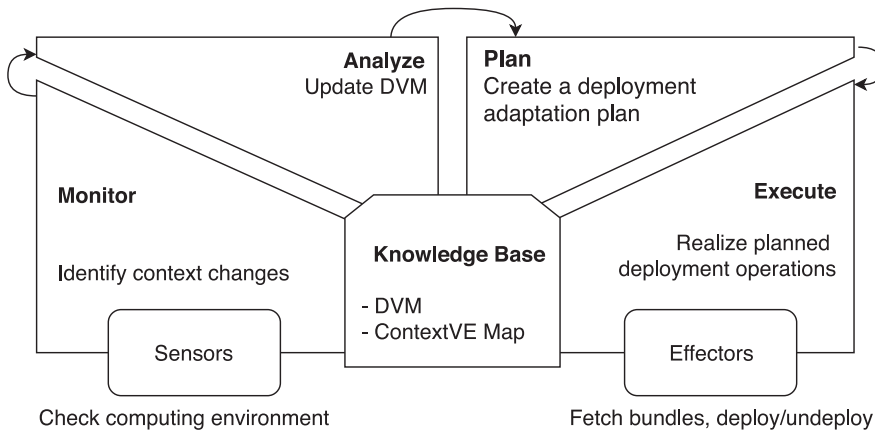 Analyze
Update DVM
Plan
Create a deployment
adaptation plan
Monitor
Identify context changes
Knowledge Base
- DVM
- ContextVE Map
Execute
Realize planned
deployment operations
Sensors
Effectors
Check computing environment
Fetch bundles, deploy/undeploy